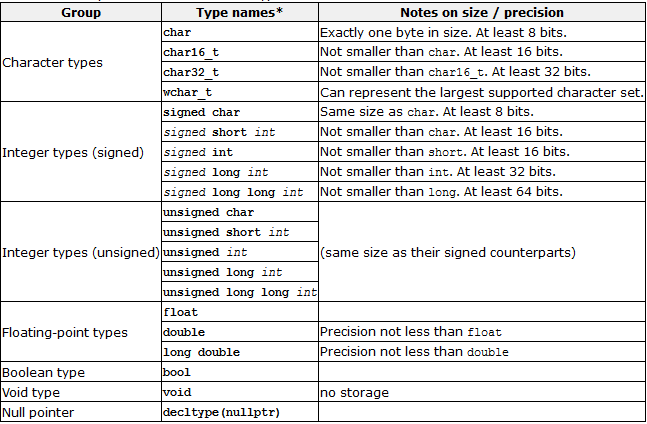 Group Type names* Notes on size / precision
Character types
char Exactly one byte in size. At least 8 bits.
char16_t Not smaller than char. At least 16 bits.
char32_t Not smaller than char16_t. At least 32 bits.
wchar_t Can represent the largest supported character set.
Integer types (signed)
signed char Same size as char. At least 8 bits.
signed short int Not smaller than char. At least 16 bits.
signed int Not smaller than short. At least 16 bits.
signed long int Not smaller than int. At least 32 bits.
signed long long int Not smaller than long. At least 64 bits.
Integer types (unsigned)
unsigned char
unsigned short int
unsigned int
unsigned long int
unsigned long long int
(same size as their signed counterparts)
Floating-point types
float
double Precision not less than float
long double Precision not less than double
Boolean type bool
Void type void no storage
Null pointer decltype(nullptr)